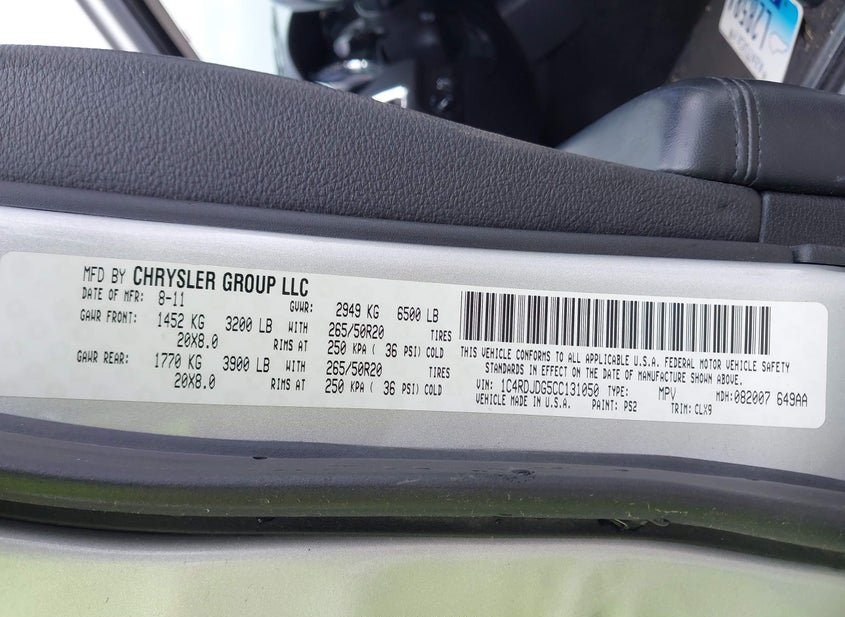 MFD BY CHRYSLER GROUP LLC
DATE OF MFR: 8-11 GVWR: 2949 KG 6500 LB
GAWR FRONT: 1452 KG 3200 LB WITH 265/50R20 TIRES
20X8.0 RIMS AT 250 KPA ( 36 PSI) COLD
GAWR REAR: 1770 KG 3900 LB WITH 265/50R20 TIRES
20X8.0 RIMS AT 250 KPA ( 36 PSI) COLD
THIS VEHICLE CONFORMS TO ALL APPLICABLE U.S.A. FEDERAL MOTOR VEHICLE SAFETY
STANDARDS IN EFFECT ON THE DATE OF MANUFACTURE SHOWN ABOVE.
VIN: 1C4RDJDG5CC131050 TYPE: MPV MDH: 082007 649AA
VEHICLE MADE IN U.S.A. PAINT: PS2 TRIM: CLX9